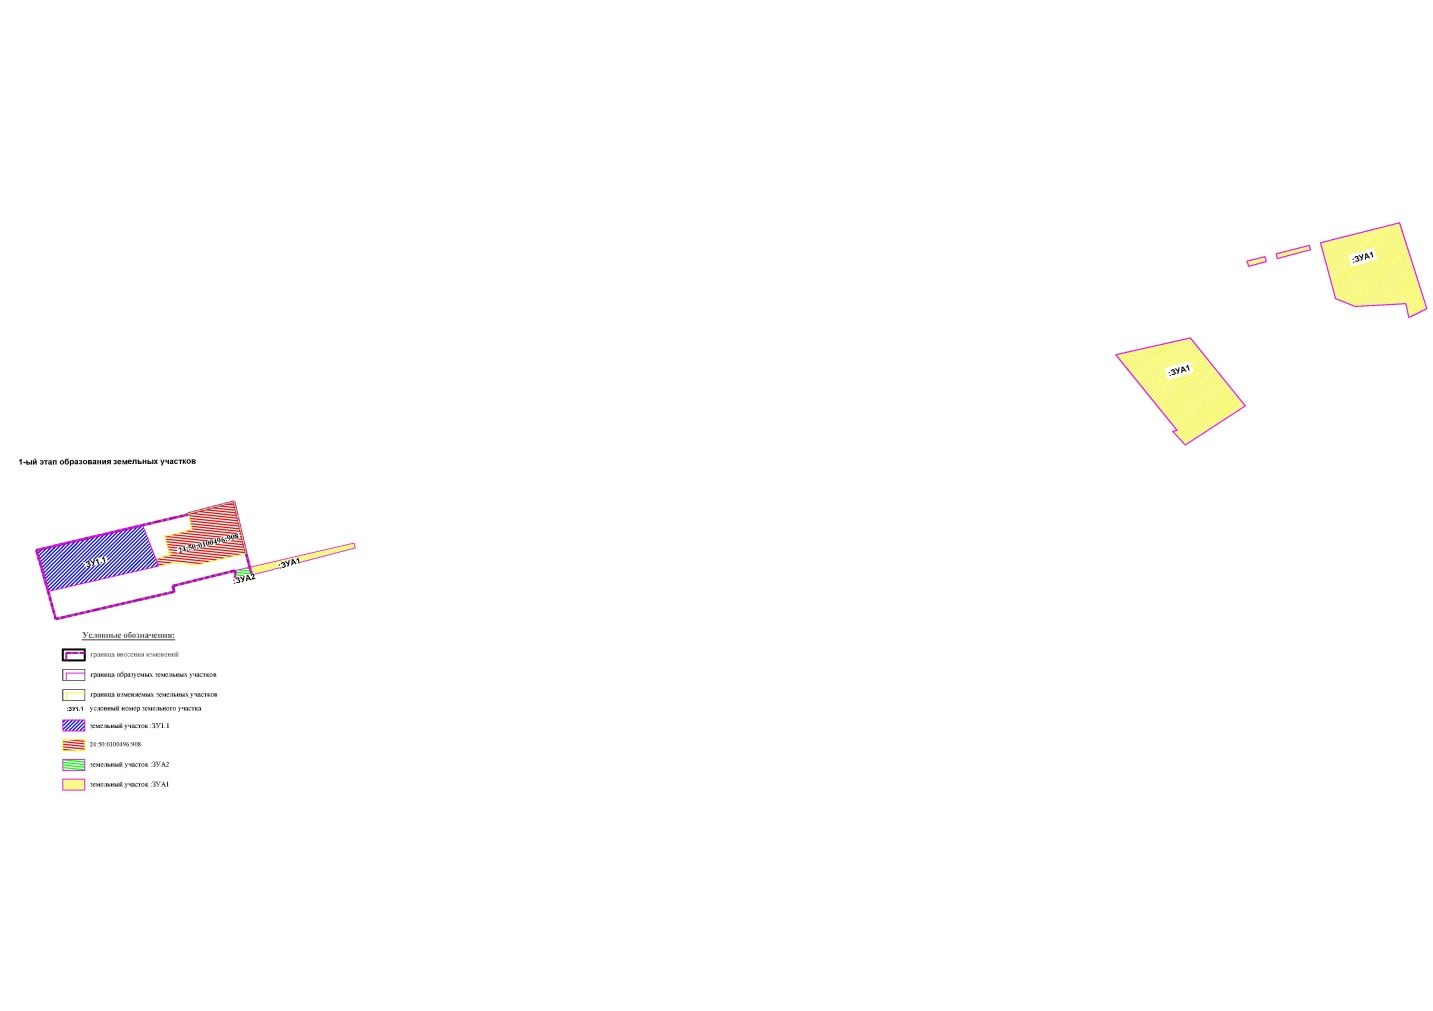 :ЗУА1
:ЗУА1
1-ый этап образования земельных участков
24:50:0100496:908
:ЗУ1.1
:ЗУА1
:ЗУА2
Условные обозначения:
граница внесения изменений
граница образуемых земельных участков
граница изменяемых земельных участков
:ЗУ1.1 условный номер земельного участка
земельный участок :ЗУ1.1
24:50:0100496:908
земельный участок :ЗУА2
земельный участок :ЗУА1